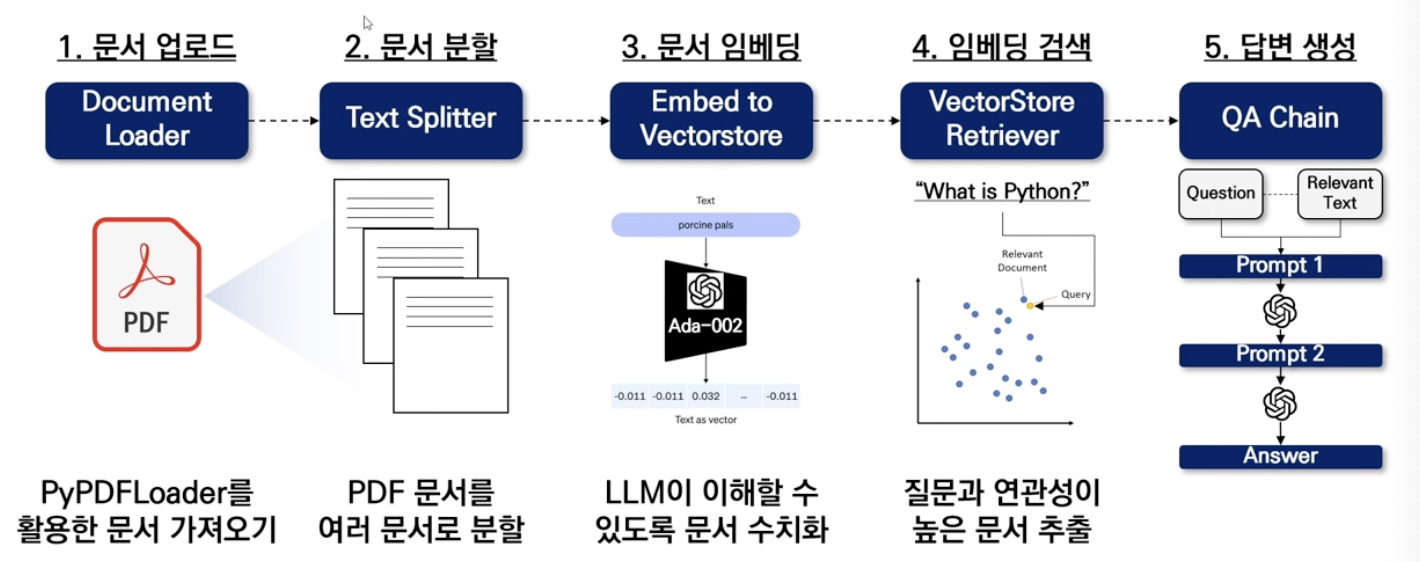 1. 문서 업로드
Document
Loader
PDF
PyPDFLoader를
활용한 문서 가져오기
2. 문서 분할
Text Splitter
PDF 문서를
여러 문서로 분할
3. 문서 임베딩
Embed to
Vectorstore
Text
porcine pals
Ada-002
-0.011 -0.011 0.032 – -0.011
Text as vector
LLM이 이해할 수
있도록 문서 수치화
4. 임베딩 검색
VectorStore
Retriever
“What is Python?”
Relevant
Document
Query
질문과 연관성이
높은 문서 추출
5. 답변 생성
QA Chain
Question
Relevant
Text
Prompt 1
Prompt 2
Answer